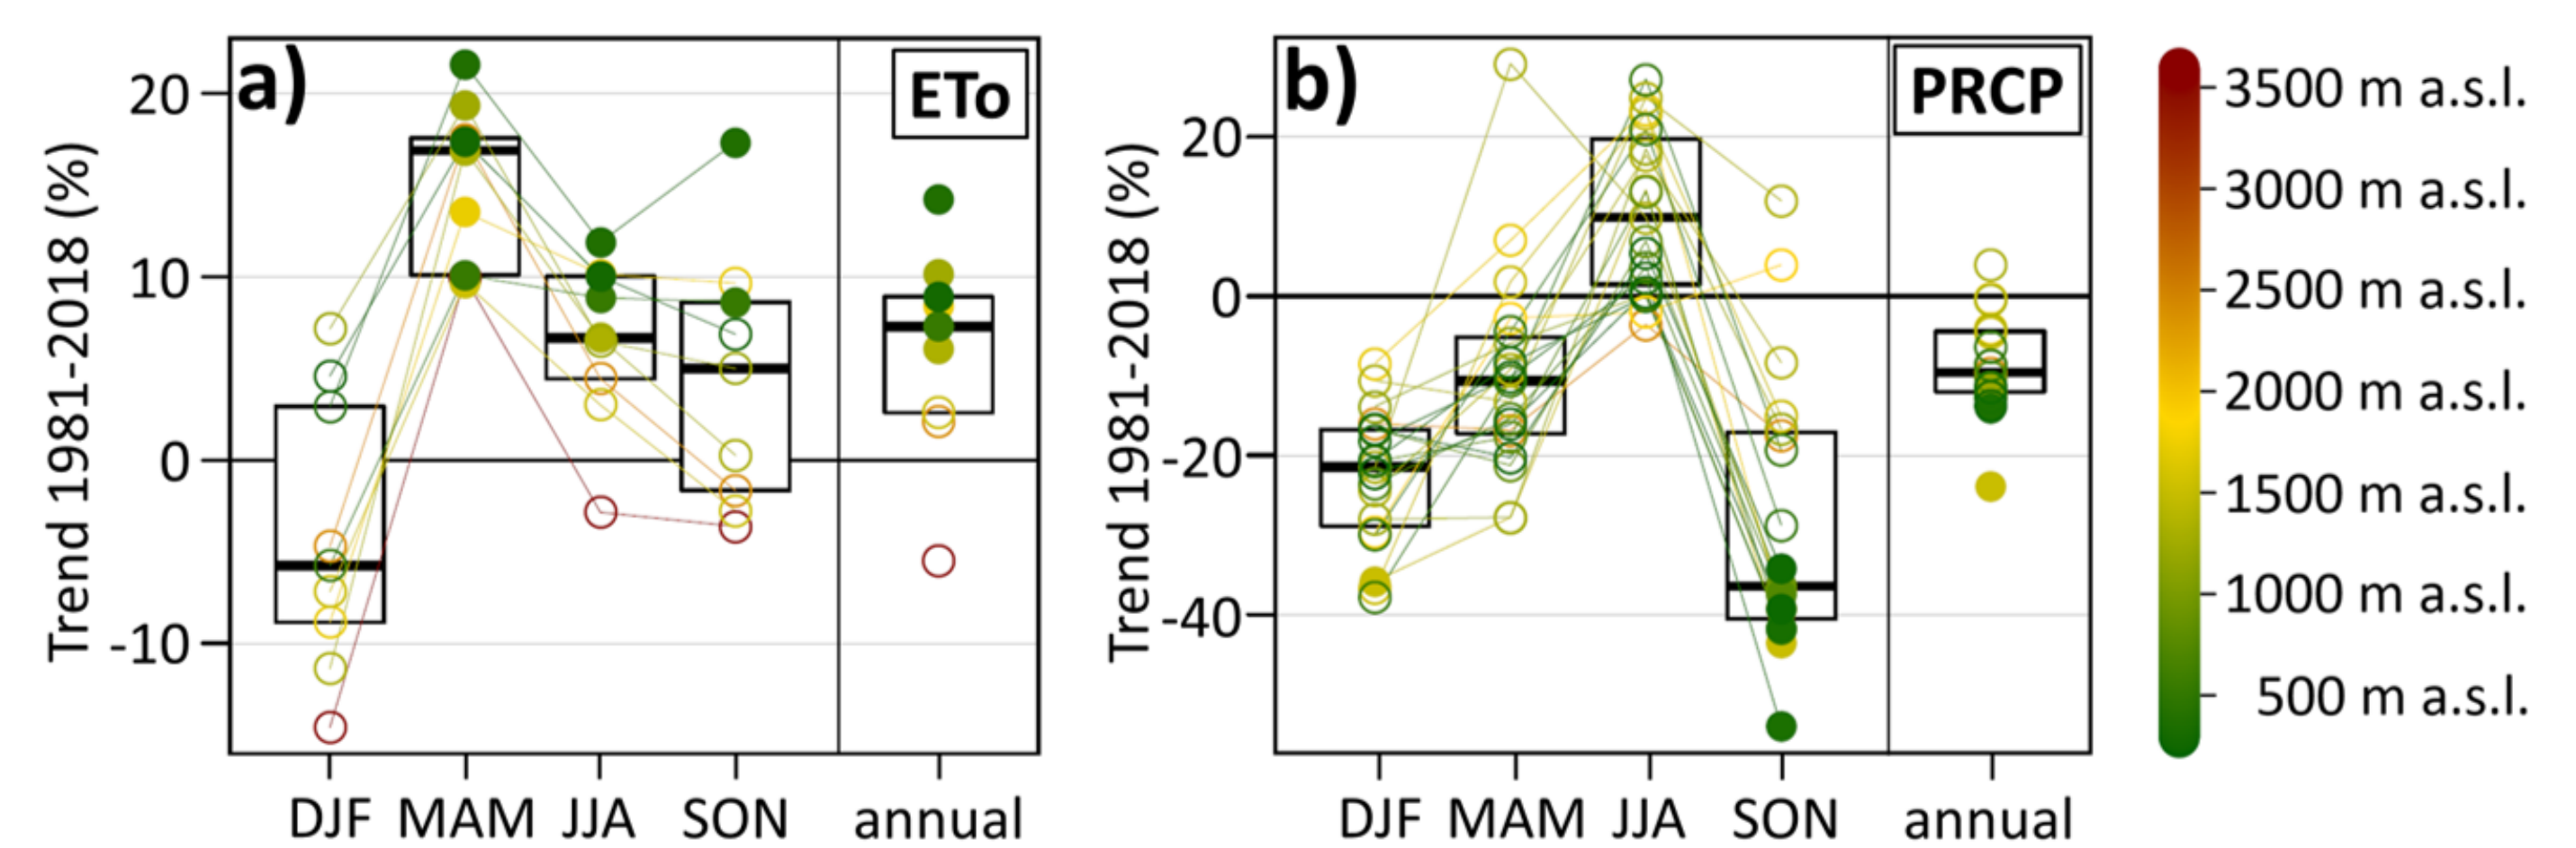 a)
ETo
Trend 1981-2018 (%)
20
10
0
-10
DJF MAM JJA SON annual
b)
PRCP
Trend 1981-2018 (%)
20
0
-20
-40
DJF MAM JJA SON annual
3500 m a.s.l.
3000 m a.s.l.
2500 m a.s.l.
2000 m a.s.l.
1500 m a.s.l.
1000 m a.s.l.
500 m a.s.l.